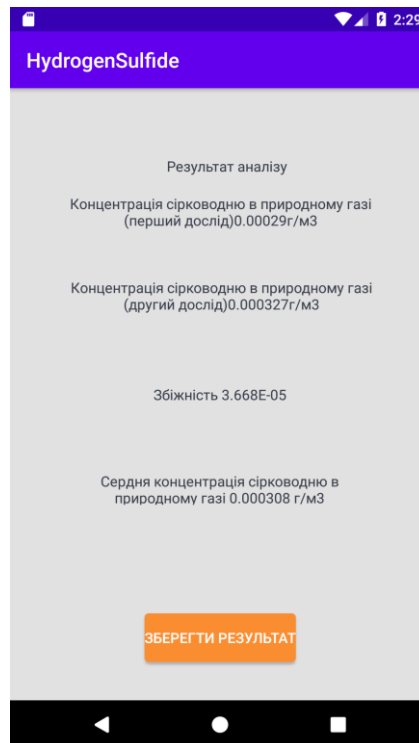 2:29
HydrogenSulfide
Результат аналізу
Концентрація сірководню в природному газі
(перший дослід)0.00029г/м3
Концентрація сірководню в природному газі
(другий дослід)0.000327г/м3
Збіжність 3.668E-05
Сердня концентрація сірководню в
природному газі 0.000308 г/м3
ЗБЕРЕГТИ РЕЗУЛЬТАТ